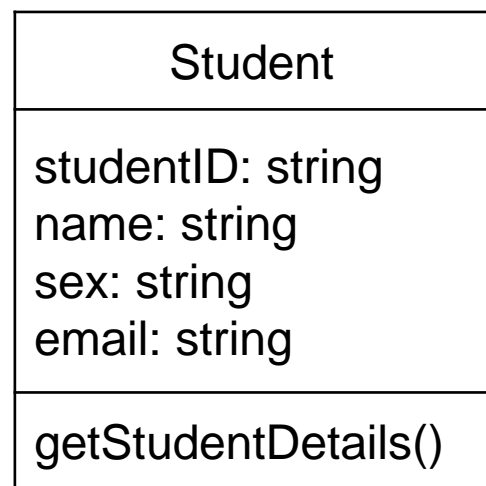 Student
studentID: string
name: string
sex: string
email: string
getStudentDetails()